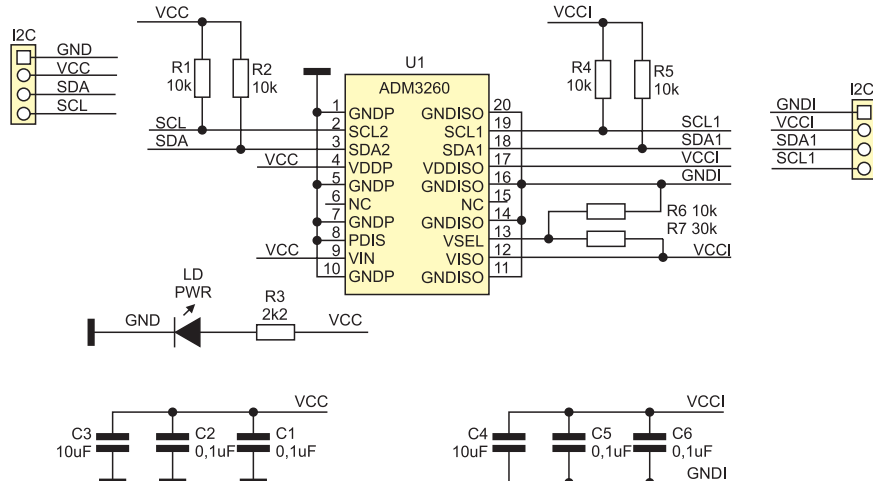 I2C
GND
VCC
SDA
SCL
VCC
R1
10k
R2
10k
SCL
SDA
VCC
VCC
U1
ADM3260
1 GNDP GNDISO 20
2 SCL2 SCL1 19
3 SDA2 SDA1 18
4 VDDP VDDISO 17
5 GNDP GNDISO 16
6 NC NC 15
7 GNDP GNDISO 14
8 PDIS VSEL 13
9 VIN VISO 12
10 GNDP GNDISO 11
VCCI
R4
10k
R5
10k
SCL1
SDA1
VCCI
GNDI
R6 10k
R7 30k
VCCI
I2C
GNDI
VCCI
SDA1
SCL1
LD
PWR
GND
R3
2k2
VCC
VCC
C3
10uF
C2
0,1uF
C1
0,1uF
VCCI
C4
10uF
C5
0,1uF
C6
0,1uF
GNDI